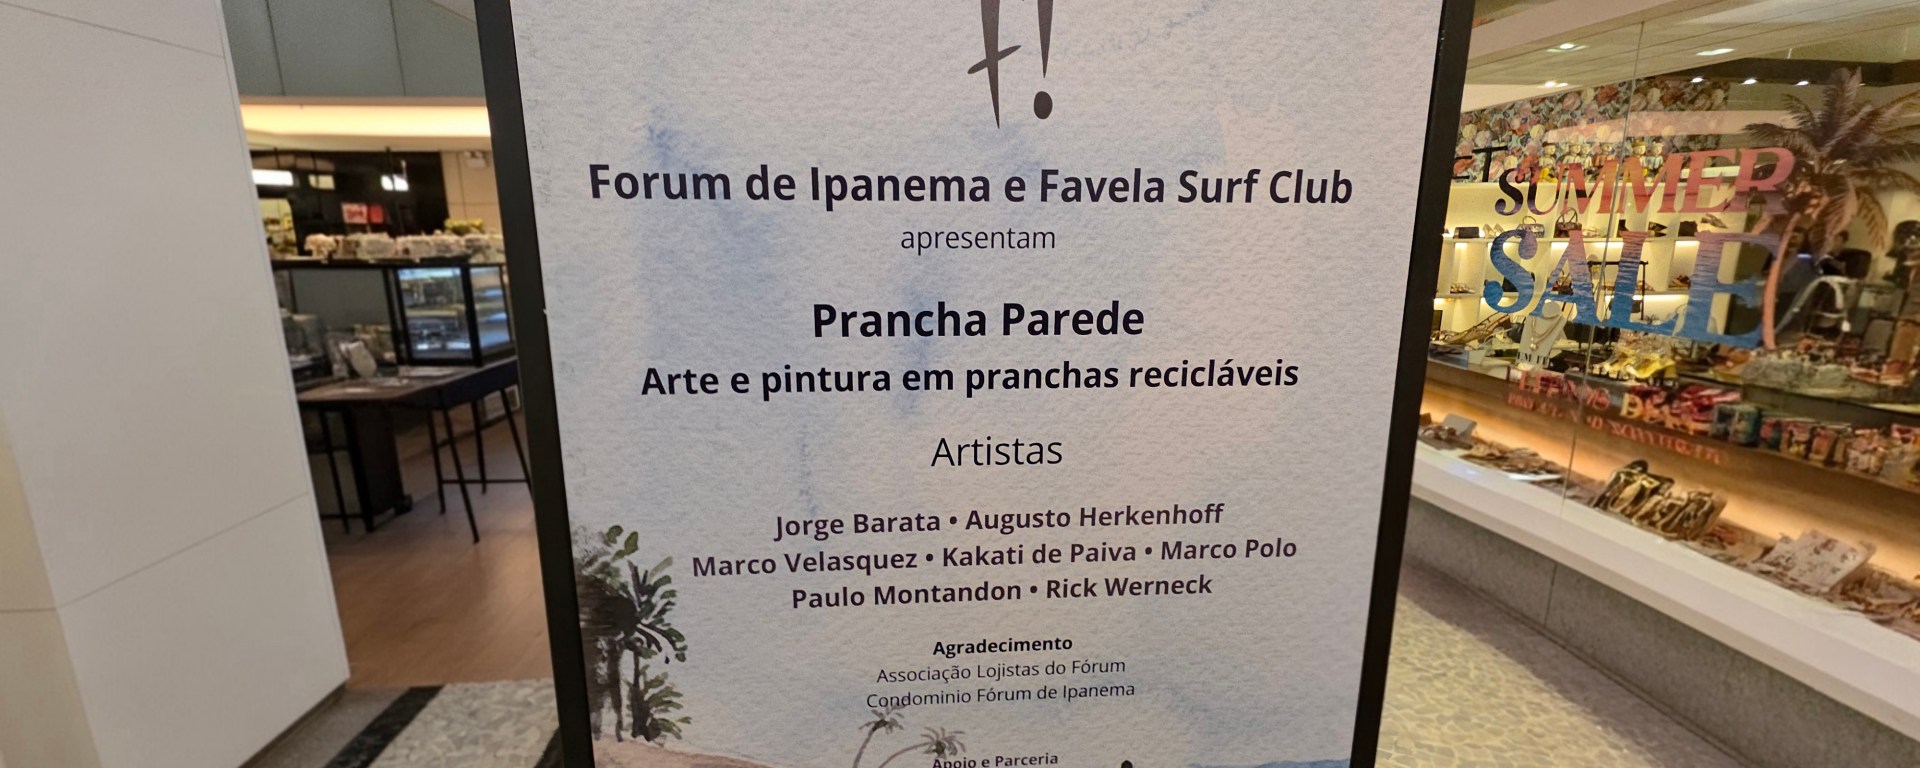 f!
Forum de Ipanema e Favela Surf Club
apresentam
Prancha Parede
Arte e pintura em pranchas recicláveis
Artistas
Jorge Barata • Augusto Herkenhoff
Marco Velasquez • Kakati de Paiva • Marco Polo
Paulo Montandon • Rick Werneck
Agradecimento
Associação Lojistas do Fórum
Condominio Fórum de Ipanema
Apoio e Parceria
SUMMER
SALE